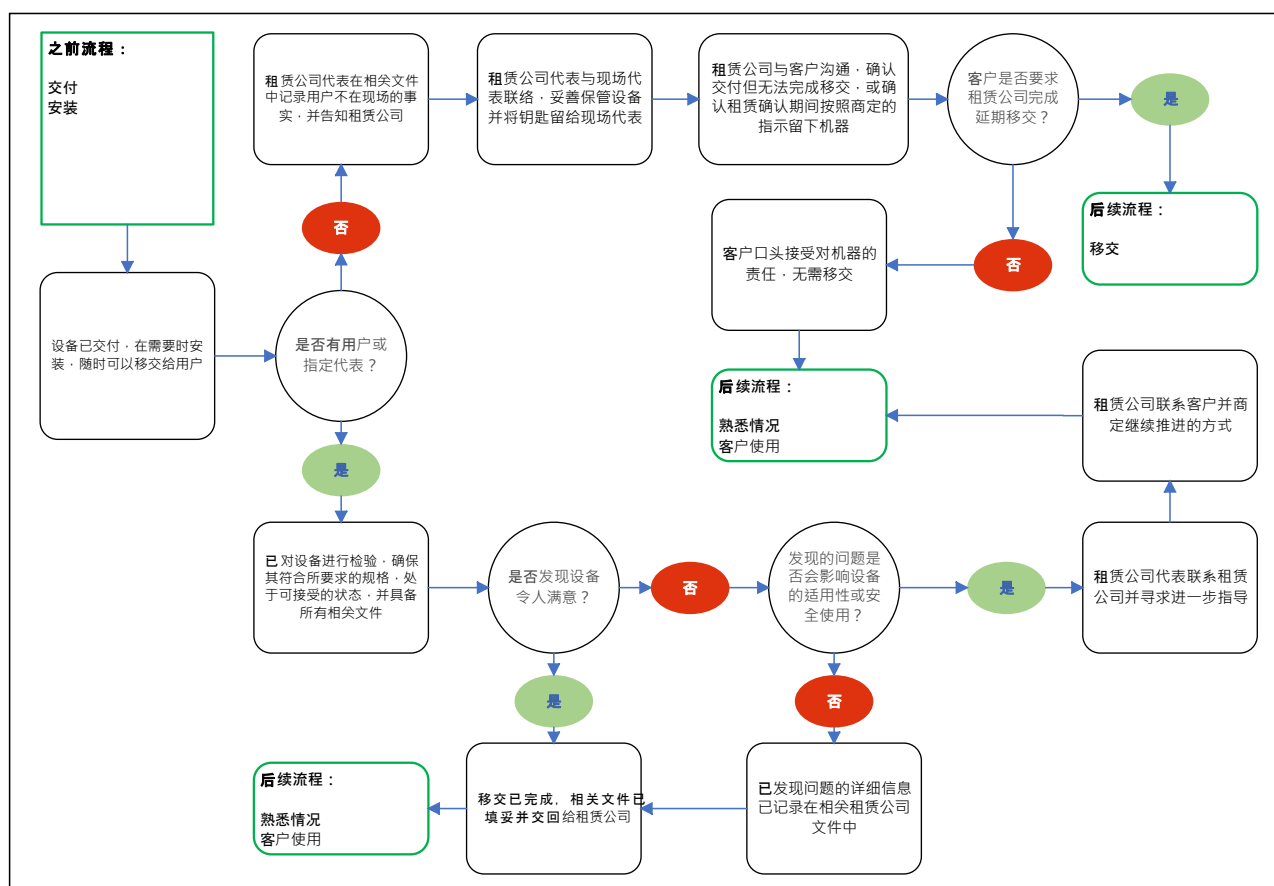 之前流程：
交付
安装
租赁公司代表在相关文件
中记录用户不在现场的事
实，并告知租赁公司
租赁公司代表与现场代
表联络，妥善保管设备
并将钥匙留给现场代表
租赁公司与客户沟通，确认
交付但无法完成移交，或确
认租赁确认期间按照商定的
指示留下机器
客户是否要求
租赁公司完成
延期移交？
是
后续流程：
移交
否
客户口头接受对机器的
责任，无需移交
否
设备已交付，在需要时安
装，随时可以移交给用户
是否有用户或
指定代表？
后续流程：
熟悉情况
客户使用
租赁公司联系客户并商
定继续推进的方式
是
已对设备进行检验，确保
其符合所要求的规格，处
于可接受的状态，并具备
所有相关文件
是否发现设备
令人满意？
否
发现的问题是
否会影响设备
的适用性或安
全使用？
是
租赁公司代表联系租赁
公司并寻求进一步指导
是
否
后续流程：
熟悉情况
客户使用
移交已完成，相关文件已
填妥并交回给租赁公司
已发现问题的详细信息
已记录在相关租赁公司
文件中